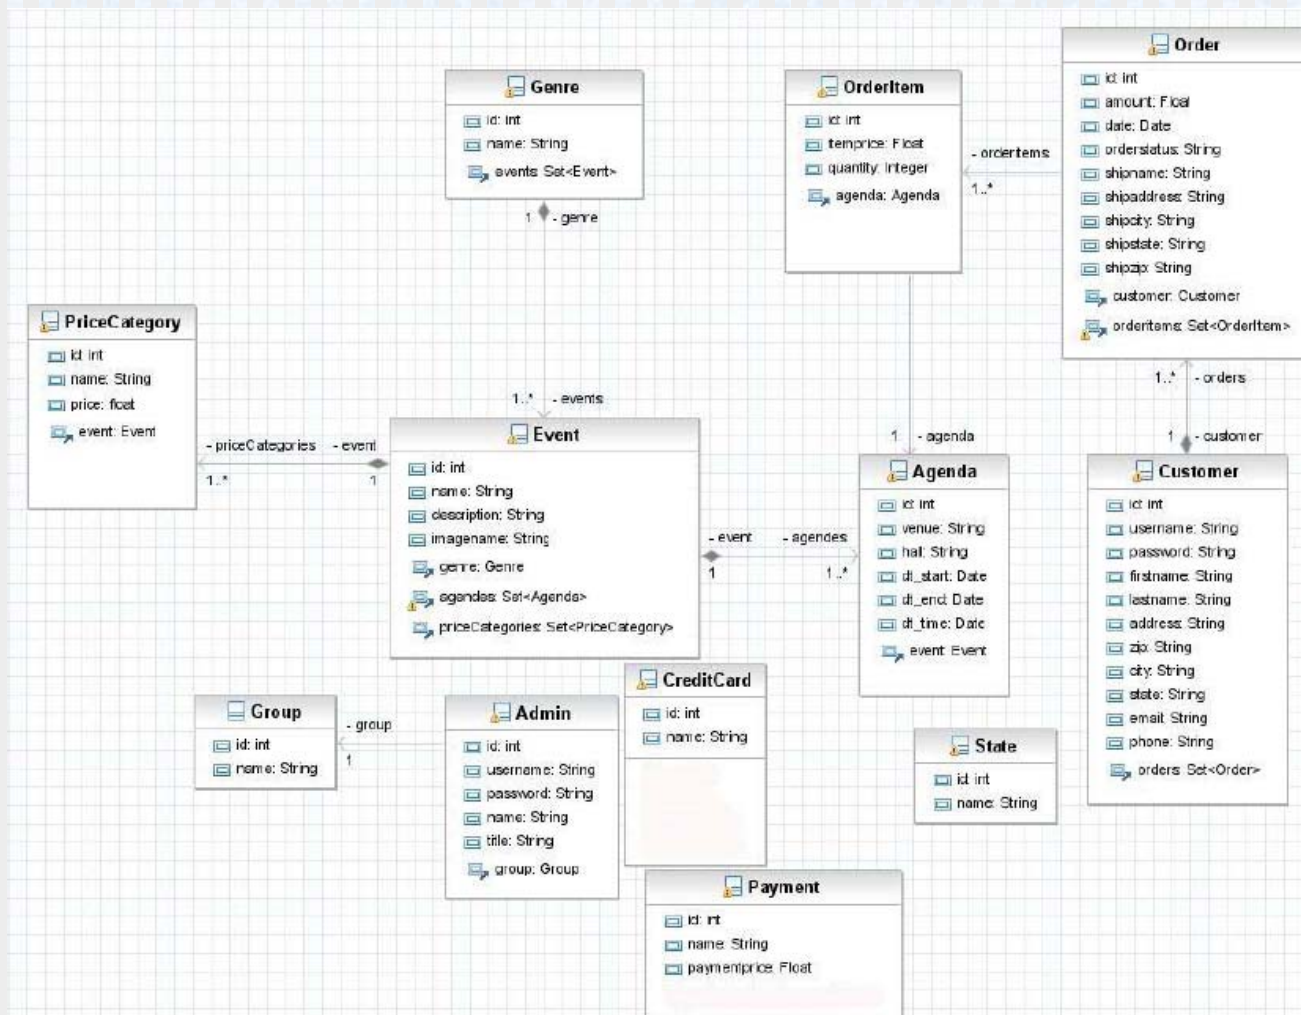 Genre
id: int
name: String
events: Set<Event>
1
- genre
OrderItem
id: int
temprice: Float
quantity: Integer
agenda: Agenda
- orderitems
1..*
Order
id: int
amount: Float
date: Date
orderstatus: String
shipname: String
shipaddress: String
shipcity: String
shipstate: String
shipzip: String
customer: Customer
orderitems: Set<OrderItem>
1..*
- orders
1
- customer
PriceCategory
id: int
name: String
price: float
event: Event
- priceCategories
- event
1..*
1
1..*
- events
Event
id: int
name: String
description: String
imagename: String
genre: Genre
agendes: Set<Agenda>
priceCategories: Set<PriceCategory>
- event
- agendes
1
1..*
1
- agenda
Agenda
id: int
venue: String
hall: String
dt_start: Date
dt_end: Date
dt_time: Date
event: Event
Customer
id: int
username: String
password: String
firstname: String
lastname: String
address: String
zip: String
city: String
state: String
email: String
phone: String
orders: Set<Order>
Group
id: int
name: String
- group
1
Admin
id: int
username: String
password: String
name: String
title: String
group: Group
CreditCard
id: int
name: String
State
id: int
name: String
Payment
id: int
name: String
paymentprice: Float